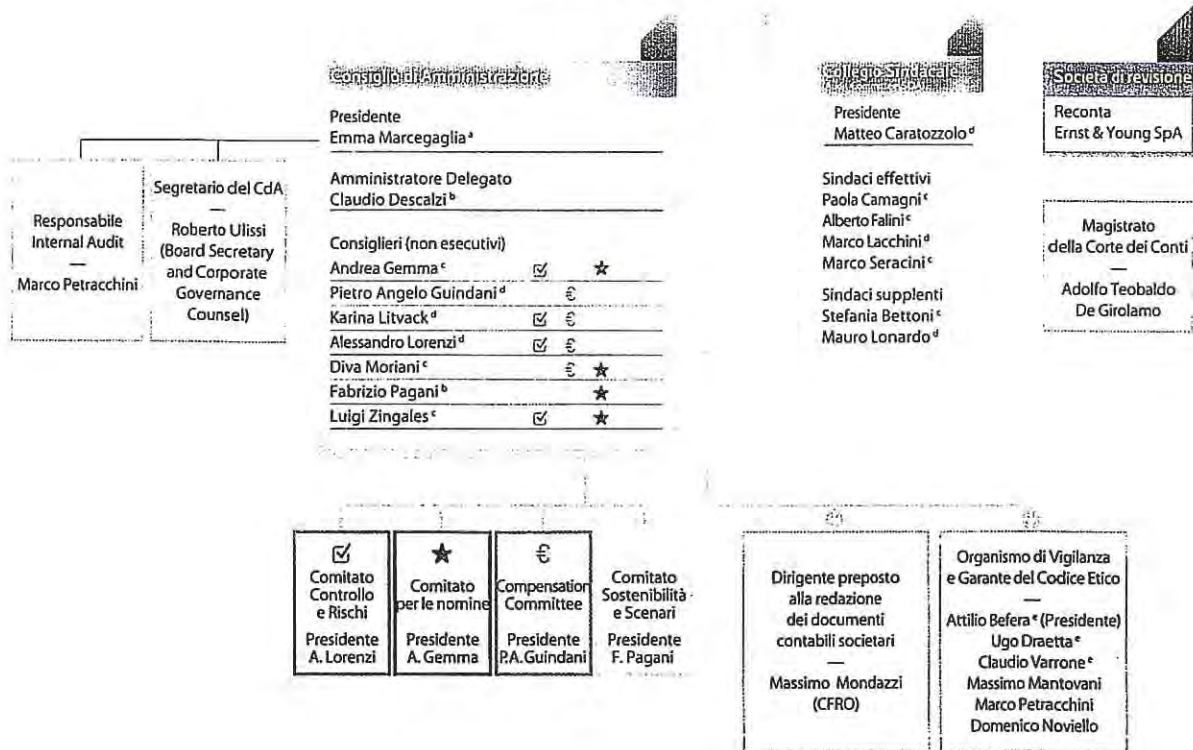 Consiglio di Amministrazione
Presidente
Emma Marcegaglia ᵃ
Amministratore Delegato
Claudio Descalzi ᵇ
Consiglieri (non esecutivi)
Andrea Gemma ᶜ ☑ ★
Pietro Angelo Guindani ᵈ €
Karina Litvack ᵈ ☑ €
Alessandro Lorenzi ᵈ ☑ €
Diva Moriani ᶜ € ★
Fabrizio Pagani ᵇ ★
Luigi Zingales ᶜ ☑ ★
Responsabile
Internal Audit
—
Marco Petracchini
Segretario del CdA
—
Roberto Ulissi
(Board Secretary
and Corporate
Governance
Counsel)
Collegio Sindacale
Presidente
Matteo Caratozzolo ᵈ
Sindaci effettivi
Paola Camagni ᶜ
Alberto Falini ᶜ
Marco Lacchini ᵈ
Marco Seracini ᶜ
Sindaci supplenti
Stefania Bettoni ᶜ
Mauro Lonardo ᵈ
Società di revisione
Reconta
Ernst & Young SpA
Magistrato
della Corte dei Conti
—
Adolfo Teobaldo
De Girolamo
☑
Comitato
Controllo
e Rischi
Presidente
A. Lorenzi
★
Comitato
per le nomine
Presidente
A. Gemma
€
Compensation
Committee
Presidente
P.A. Guindani
Comitato
Sostenibilità
e Scenari
Presidente
F. Pagani
Dirigente preposto
alla redazione
dei documenti
contabili societari
—
Massimo Mondazzi
(CFRO)
Organismo di Vigilanza
e Garante del Codice Etico
—
Attilio Befera ᵉ (Presidente)
Ugo Draetta ᵉ
Claudio Varrone ᵉ
Massimo Mantovani
Marco Petracchini
Domenico Noviello